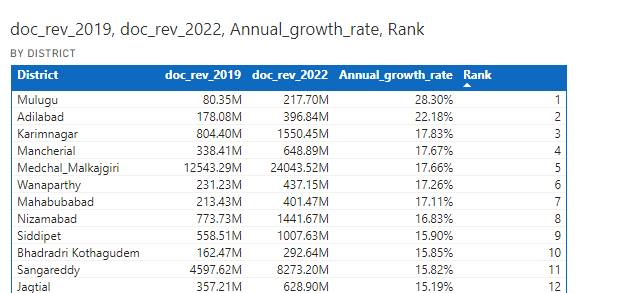 doc_rev_2019, doc_rev_2022, Annual_growth_rate, Rank
BY DISTRICT
District doc_rev_2019 doc_rev_2022 Annual_growth_rate Rank
Mulugu 80.35M 217.70M 28.30% 1
Adilabad 178.08M 396.84M 22.18% 2
Karimnagar 804.40M 1550.45M 17.83% 3
Mancherial 338.41M 648.89M 17.67% 4
Medchal_Malkajgiri 12543.29M 24043.52M 17.66% 5
Wanaparthy 231.23M 437.15M 17.26% 6
Mahabubabad 213.43M 401.47M 17.11% 7
Nizamabad 773.73M 1441.67M 16.83% 8
Siddipet 558.51M 1007.63M 15.90% 9
Bhadradri Kothagudem 162.47M 292.64M 15.85% 10
Sangareddy 4597.62M 8273.20M 15.82% 11
Jagtial 357.21M 628.90M 15.19% 12